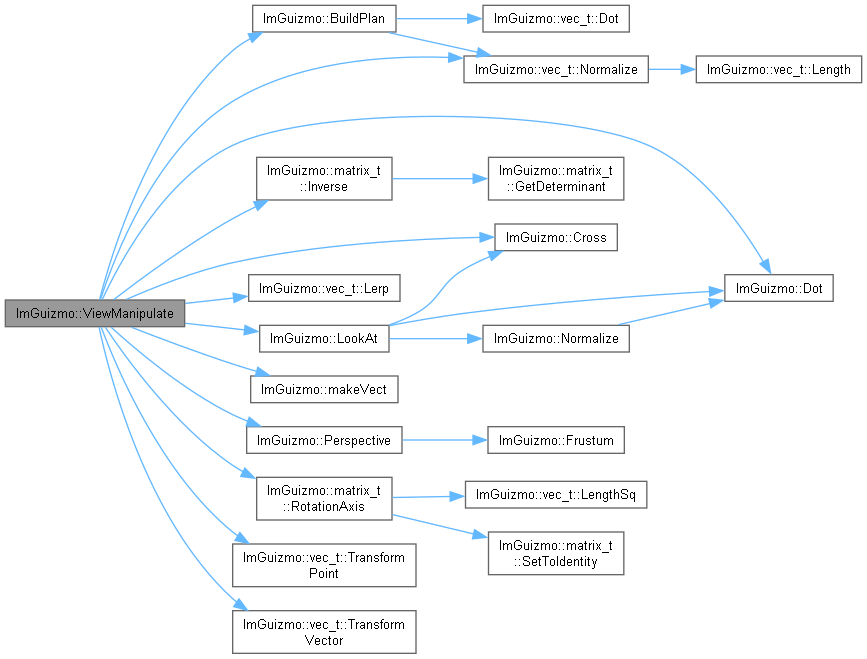 ImGuizmo::BuildPlan
ImGuizmo::vec_t::Dot
ImGuizmo::vec_t::Normalize
ImGuizmo::vec_t::Length
ImGuizmo::matrix_t
::Inverse
ImGuizmo::matrix_t
::GetDeterminant
ImGuizmo::Cross
ImGuizmo::vec_t::Lerp
ImGuizmo::Dot
ImGuizmo::ViewManipulate
ImGuizmo::LookAt
ImGuizmo::Normalize
ImGuizmo::makeVect
ImGuizmo::Perspective
ImGuizmo::Frustum
ImGuizmo::matrix_t
::RotationAxis
ImGuizmo::vec_t::LengthSq
ImGuizmo::matrix_t
::SetToIdentity
ImGuizmo::vec_t::Transform
Point
ImGuizmo::vec_t::Transform
Vector